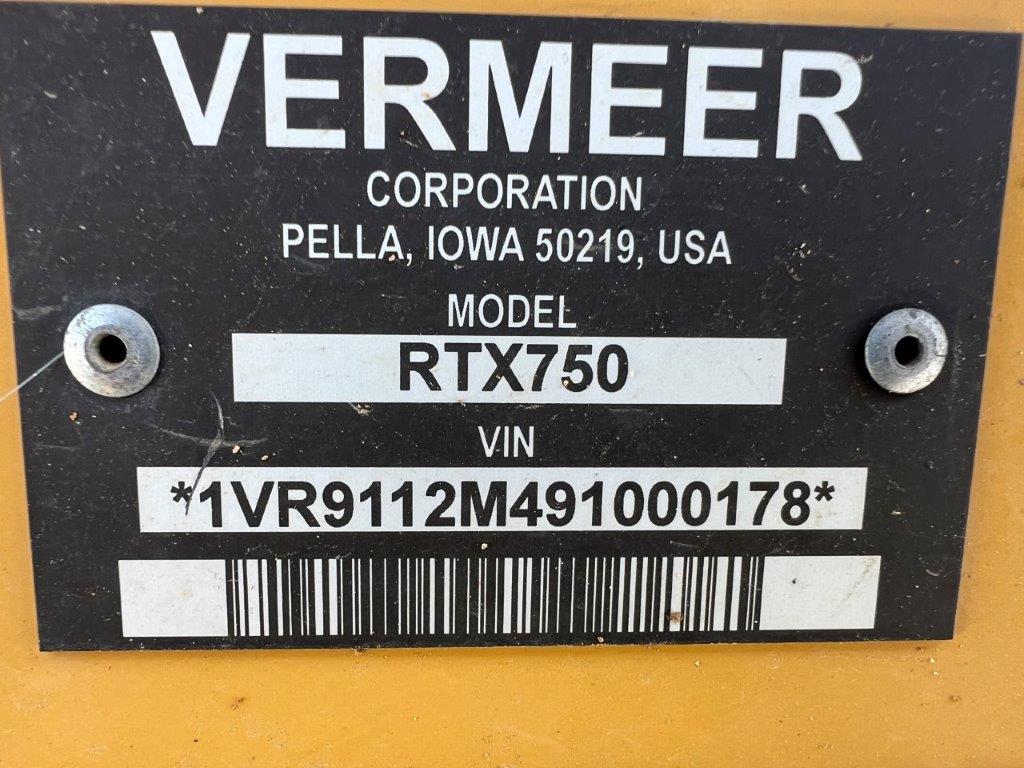 VERMEER
CORPORATION
PELLA, IOWA 50219, USA
MODEL
RTX750
VIN
*1VR9112M491000178*